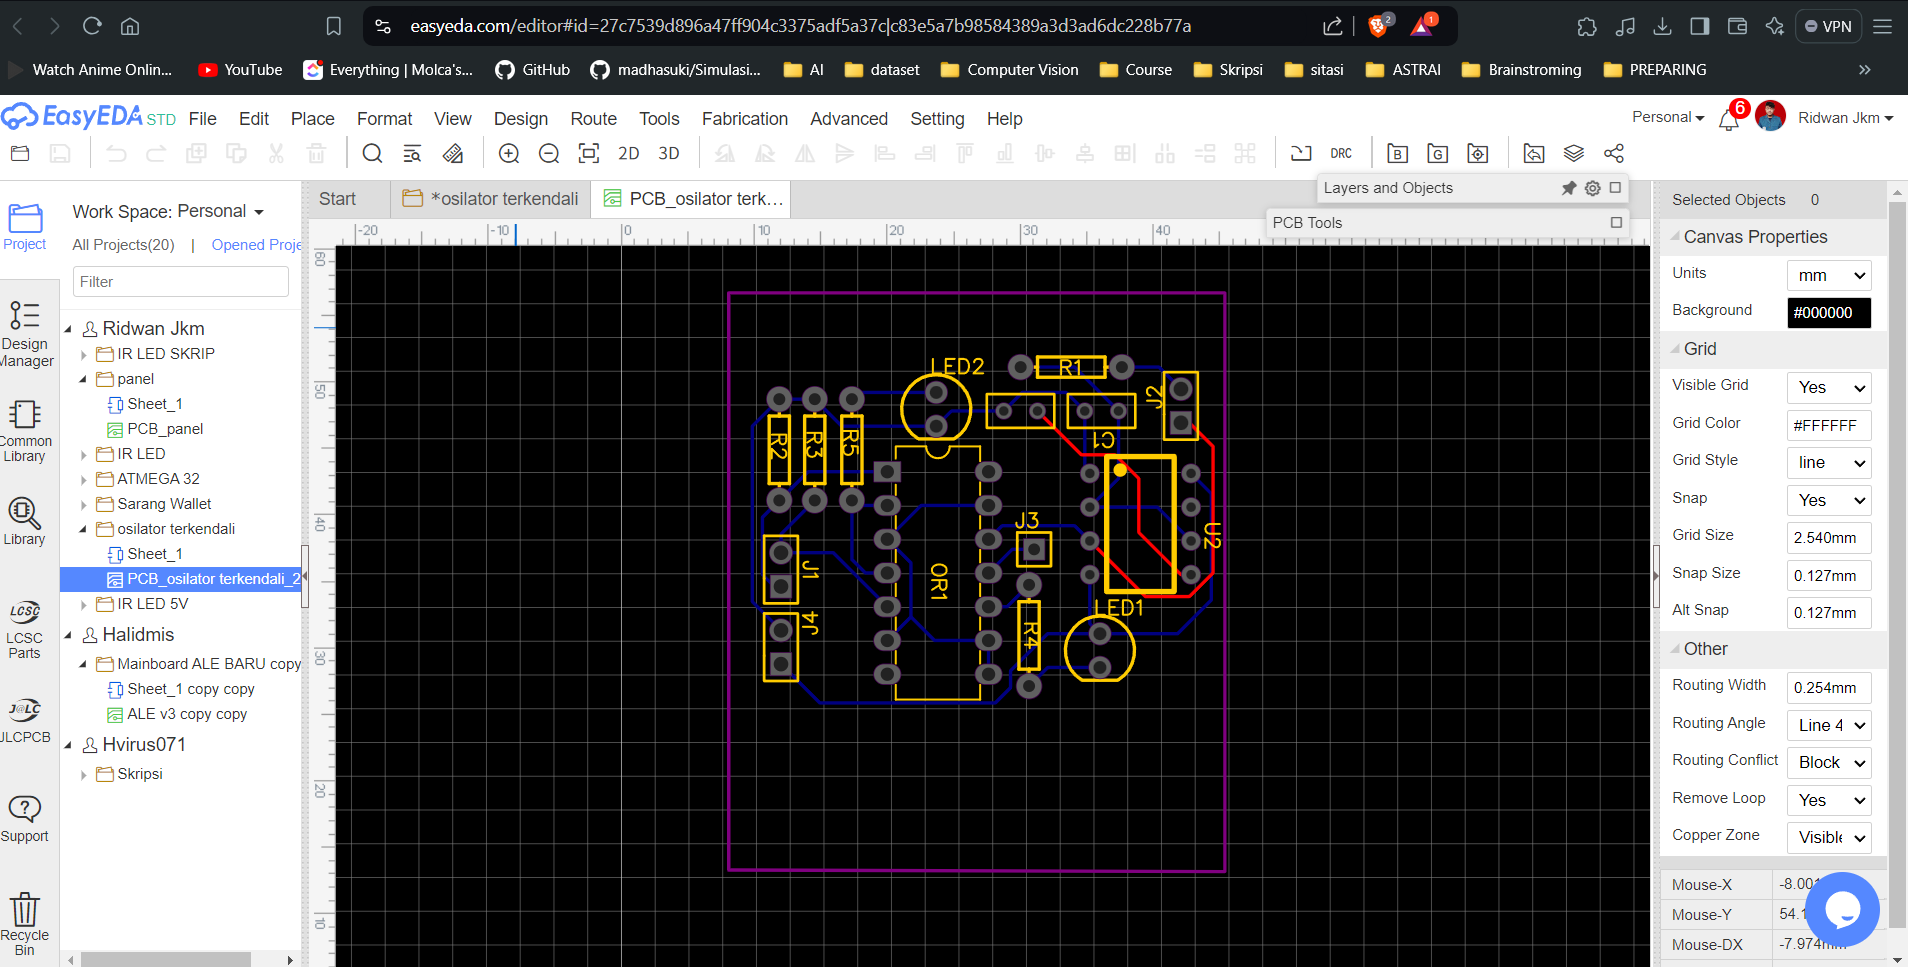 easyeda.com/editor#id=27c7539d896a47ff904c3375adf5a37c|c83e5a7b98584389a3d3ad6dc228b77a
2
1
VPN
Watch Anime Onlin...
YouTube
Everything | Molca's...
GitHub
madhasuki/Simulasi...
AI
dataset
Computer Vision
Course
Skripsi
sitasi
ASTRAI
Brainstroming
PREPARING
»
EasyEDA STD
File
Edit
Place
Format
View
Design
Route
Tools
Fabrication
Advanced
Setting
Help
Personal
6
Ridwan Jkm
2D
3D
DRC
B
G
Project
Design
Manager
Common
Library
Library
LCSC
LCSC
Parts
J@LC
JLCPCB
Support
Recycle
Bin
Work Space: Personal
All Projects(20) | Opened Proje
Filter
Ridwan Jkm
IR LED SKRIP
panel
Sheet_1
PCB_panel
IR LED
ATMEGA 32
Sarang Wallet
osilator terkendali
Sheet_1
PCB_osilator terkendali_2
IR LED 5V
Halidmis
Mainboard ALE BARU copy
Sheet_1 copy copy
ALE v3 copy copy
Hvirus071
Skripsi
Start
*osilator terkendali
PCB_osilator terk...
Layers and Objects
PCB Tools
-20
-10
0
10
20
30
40
60
50
40
30
20
10
LED2
R1
J2
C1
R2
R3
R5
U2
J3
OR1
J1
J4
R4
LED1
Selected Objects 0
Canvas Properties
Units mm
Background #000000
Grid
Visible Grid Yes
Grid Color #FFFFFF
Grid Style line
Snap Yes
Grid Size 2.540mm
Snap Size 0.127mm
Alt Snap 0.127mm
Other
Routing Width 0.254mm
Routing Angle Line 4
Routing Conflict Block
Remove Loop Yes
Copper Zone Visible
Mouse-X -8.001
Mouse-Y 54.1
Mouse-DX -7.974mm